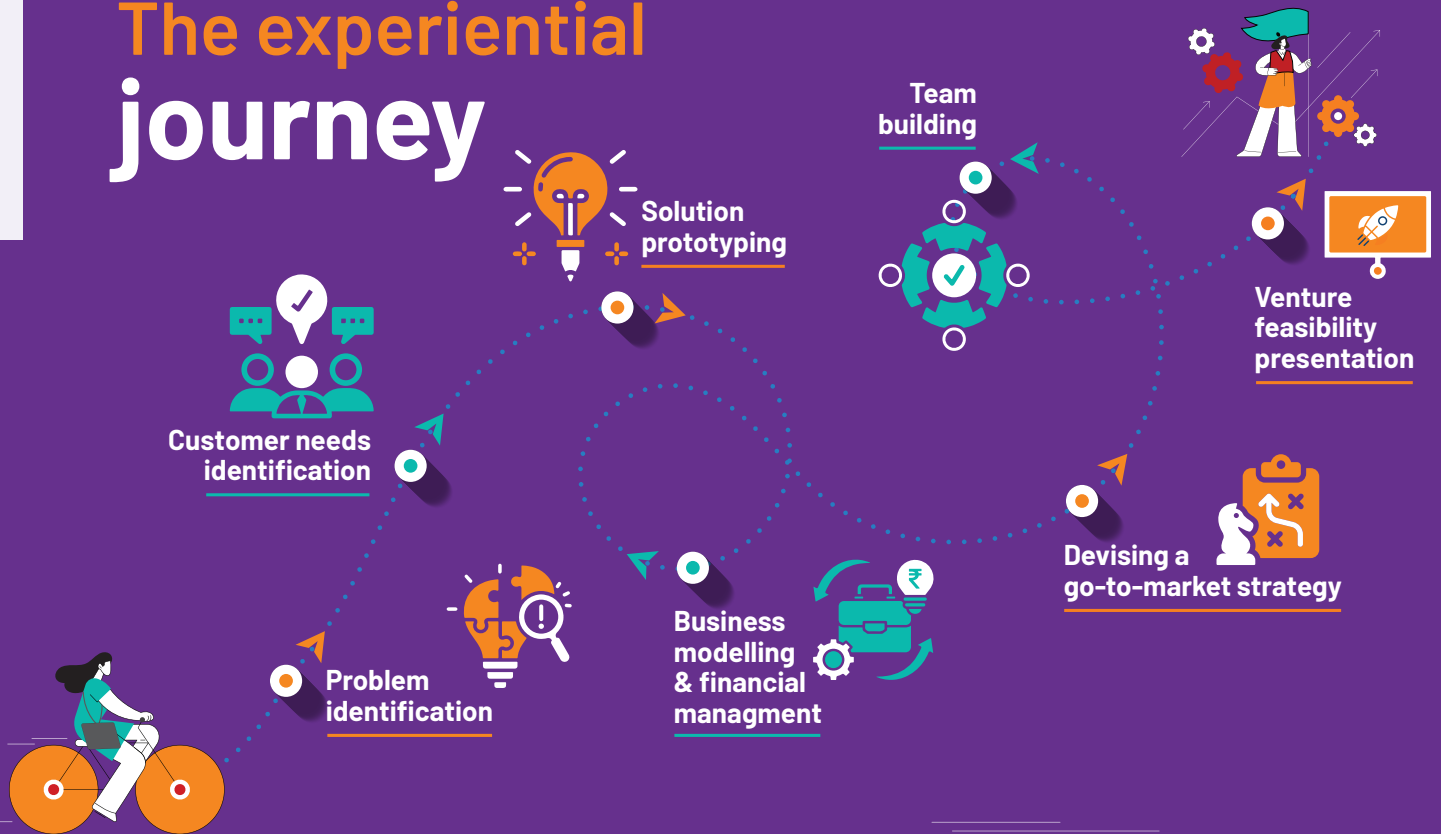 The experiential
journey
Problem
identification
Customer needs
identification
Solution
prototyping
Business
modelling
& financial
managment
Devising a
go-to-market strategy
Team
building
Venture
feasibility
presentation
₹